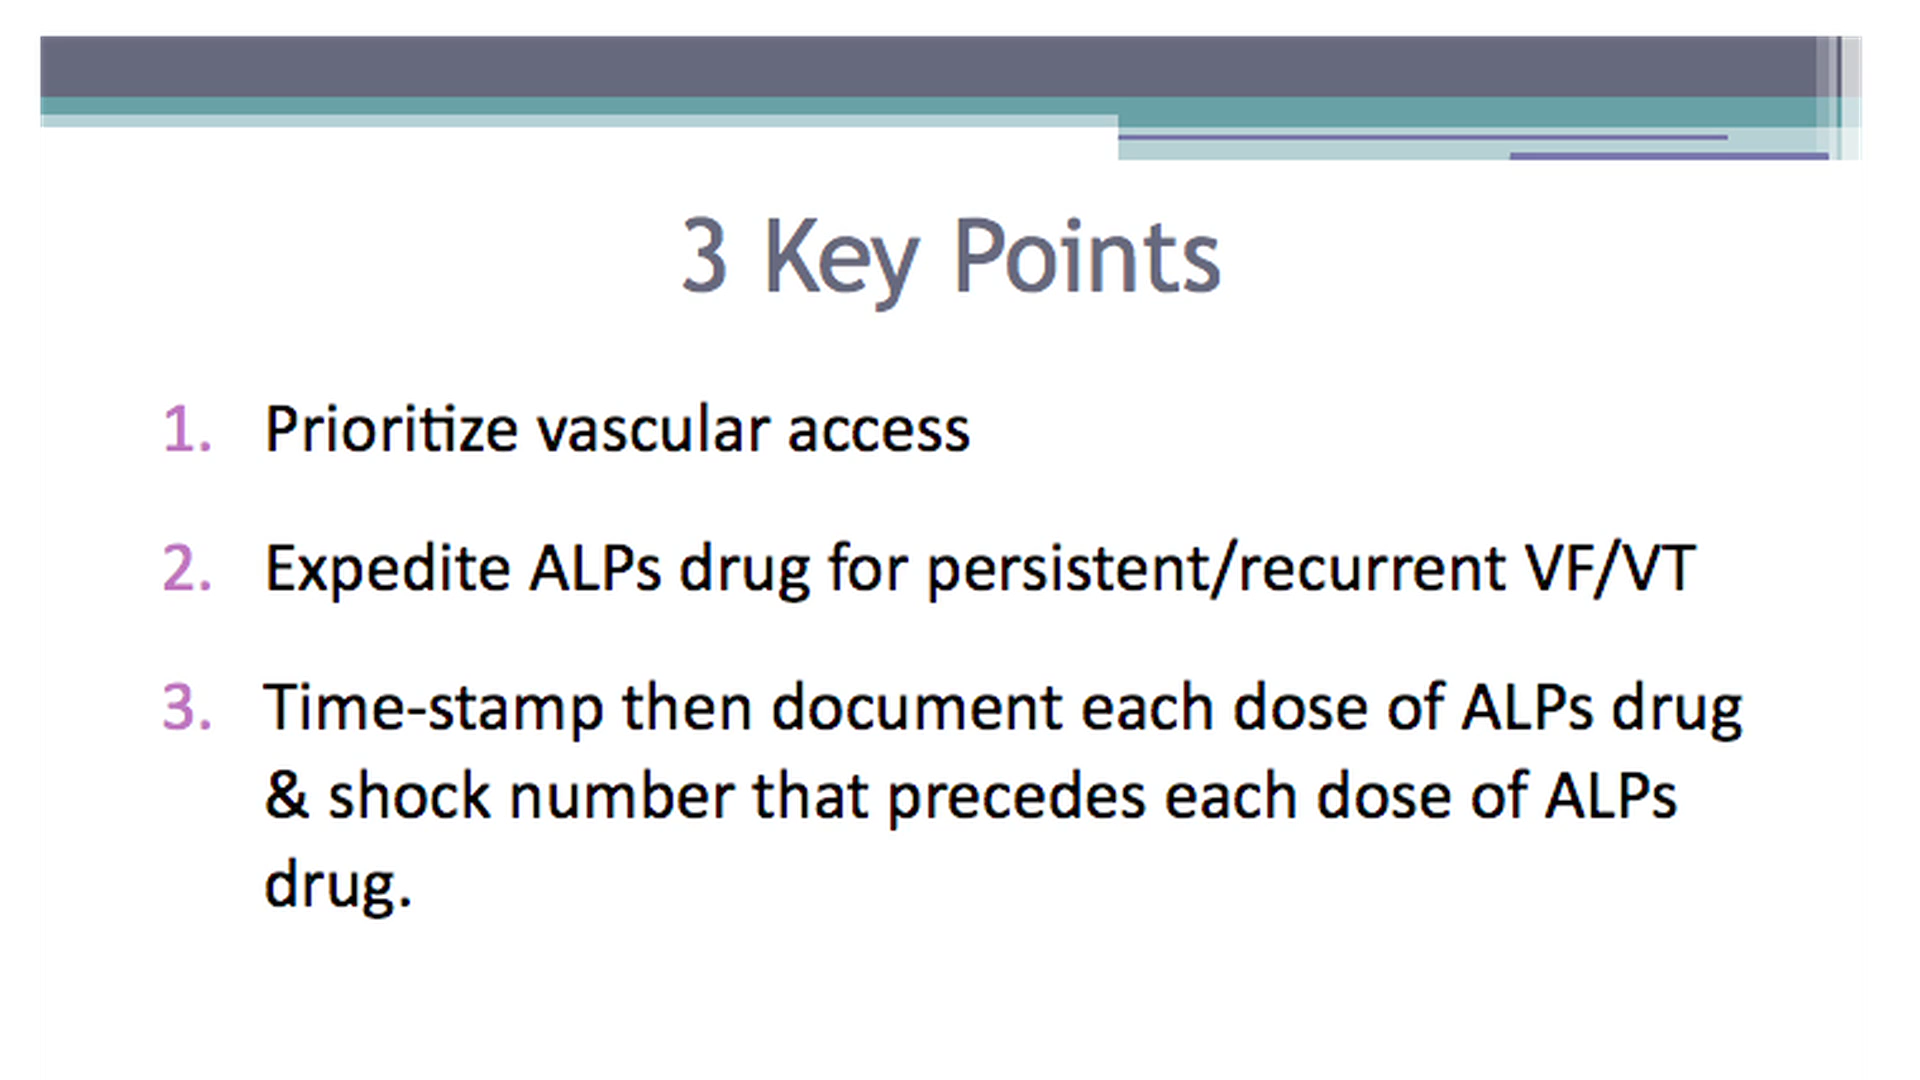 3 Key Points
1. Prioritize vascular access
2. Expedite ALPs drug for persistent/recurrent VF/VT
3. Time-stamp then document each dose of ALPs drug
& shock number that precedes each dose of ALPs
drug.